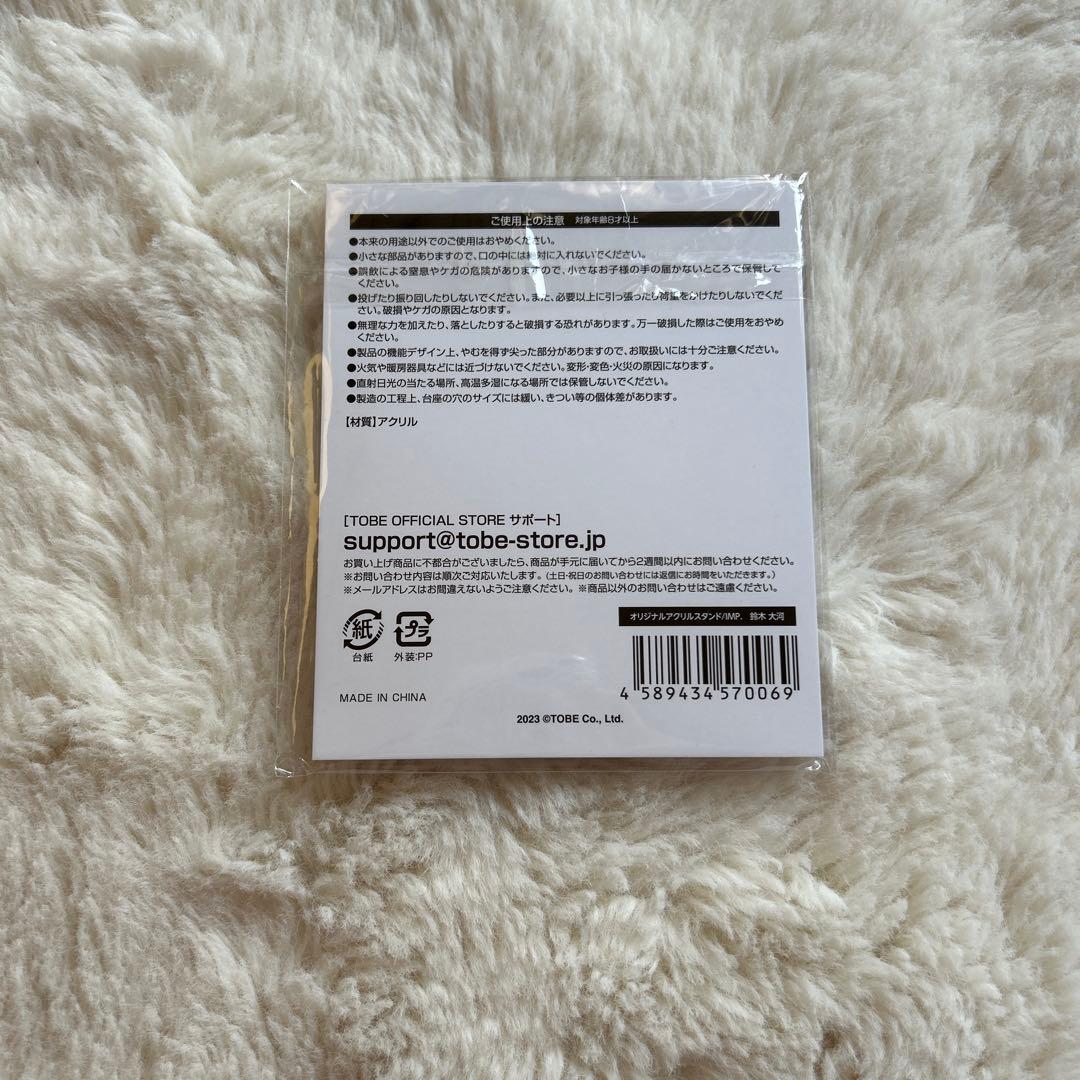 ご使用上の注意 対象年齢8才以上
●本来の用途以外でのご使用はおやめください。
●小さな部品がありますので、口の中には絶対に入れないでください。
●誤飲による窒息やケガの危険がありますので、小さなお子様の手の届かないところで保管して
ください。
●投げたり振り回したりしないでください。また、必要以上に引っ張ったり荷重をかけたりしないでくだ
さい。破損やケガの原因となります。
●無理な力を加えたり、落としたりすると破損する恐れがあります。万一破損した際はご使用をおやめ
ください。
●製品の機能デザイン上、やむを得ず尖った部分がありますので、お取扱いには十分ご注意ください。
●火気や暖房器具などには近づけないでください。変形・変色・火災の原因になります。
●直射日光の当たる場所、高温多湿になる場所では保管しないでください。
●製造の工程上、台座の穴のサイズには緩い、きつい等の個体差があります。
【材質】アクリル
[TOBE OFFICIAL STORE サポート]
support@tobe-store.jp
お買い上げ商品に不都合がございましたら、商品が手元に届いてから2週間以内にお問い合わせください。
※お問い合わせ内容は順次ご対応いたします。(土日・祝日のお問い合わせには返信にお時間をいただきます。)
※メールアドレスはお間違えないようご注意ください。 ※商品以外のお問い合わせはご遠慮ください。
オリジナルアクリルスタンド/IMP. 鈴木 大河
紙
プラ
台紙
外装:PP
4 589434 570069
MADE IN CHINA
2023 ©TOBE Co., Ltd.